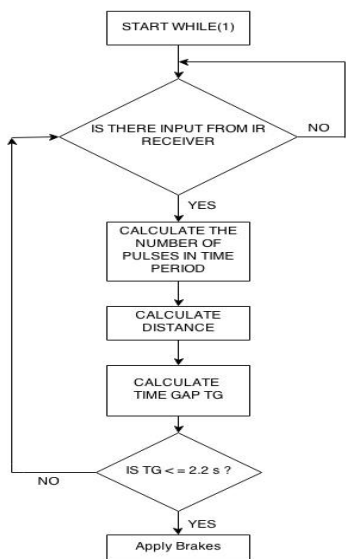 START WHILE(1)
IS THERE INPUT FROM IR
RECEIVER
NO
YES
CALCULATE THE
NUMBER OF
PULSES IN TIME
PERIOD
CALCULATE
DISTANCE
CALCULATE
TIME GAP TG
IS TG < = 2.2 s ?
NO
YES
Apply Brakes